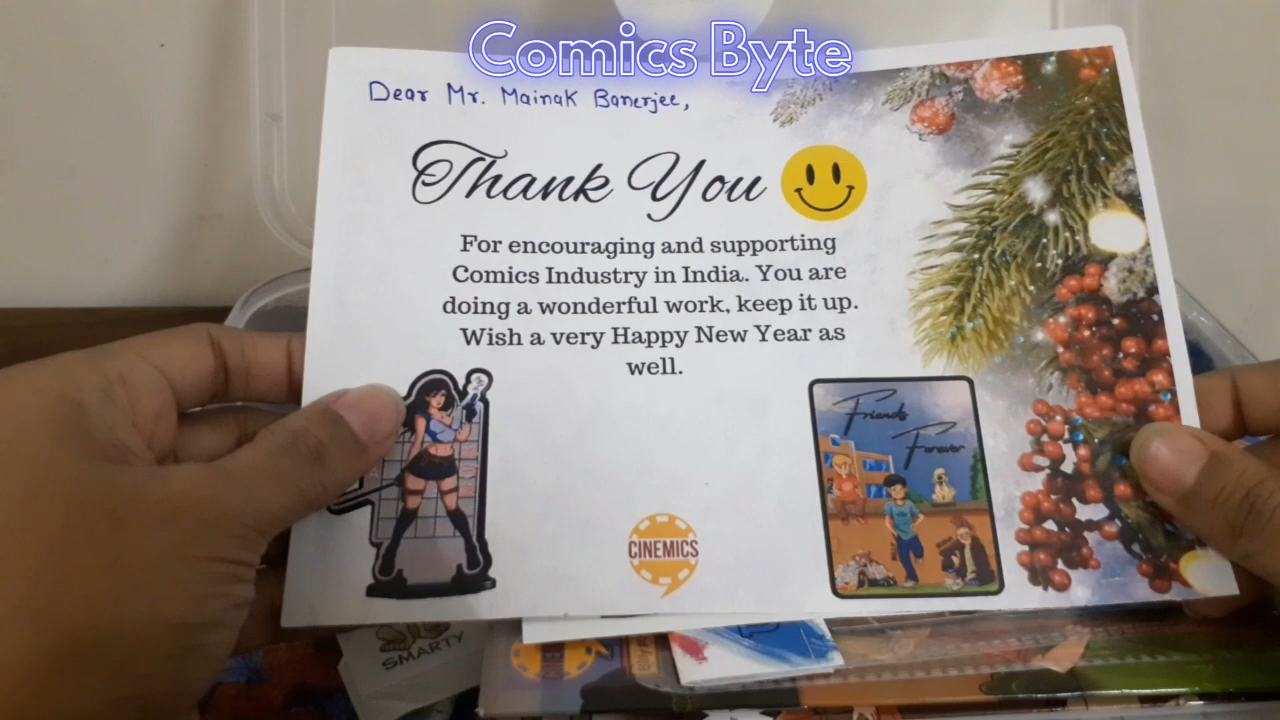 Comics Byte
Dear Mr. Mainak Banerjee,
Thank You
For encouraging and supporting
Comics Industry in India. You are
doing a wonderful work, keep it up.
Wish a very Happy New Year as
well.
Friends
Forever
CINEMICS
SMARTY